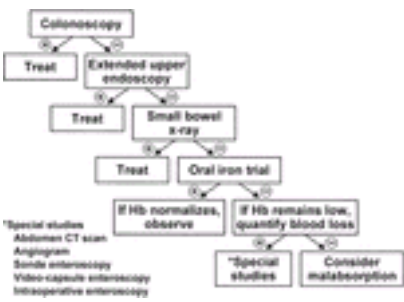 Colonoscopy
+ −
Treat
Extended upper
endoscopy
+ −
Treat
Small bowel
x-ray
+ −
Treat
Oral iron trial
+ −
If Hb normalizes,
observe
If Hb remains low,
quantify blood loss
+ −
*Special
studies
Consider
malabsorption
*Special studies
Abdomen CT scan
Angiogram
Sonde enteroscopy
Video-capsule enteroscopy
Intraoperative enteroscopy